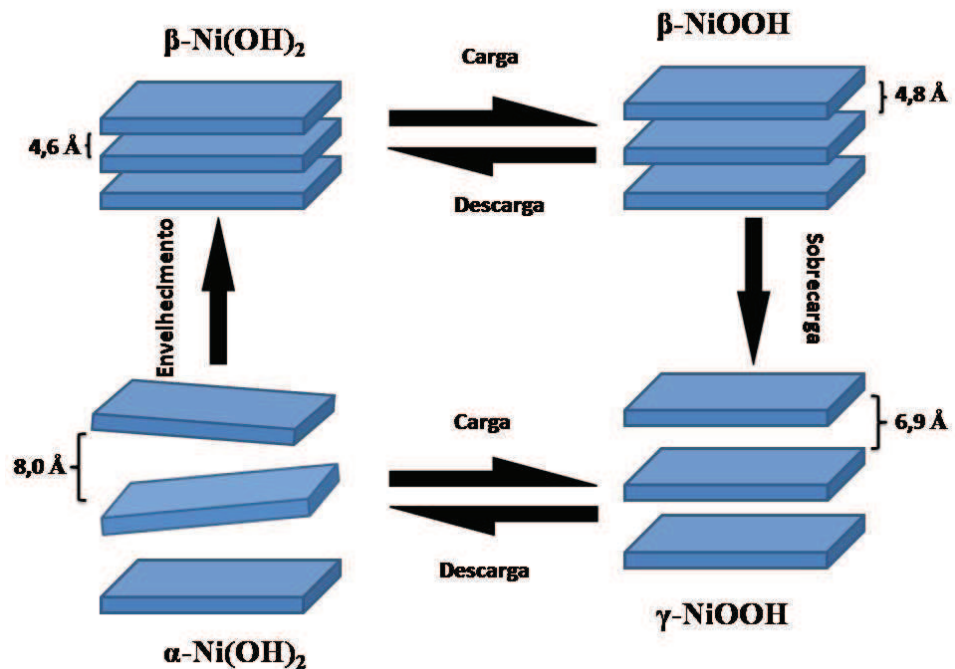 β-Ni(OH)₂
β-NiOOH
Carga
4,6 Å
4,8 Å
Descarga
Envelhecimento
Sobrecarga
8,0 Å
Carga
6,9 Å
Descarga
α-Ni(OH)₂
γ-NiOOH